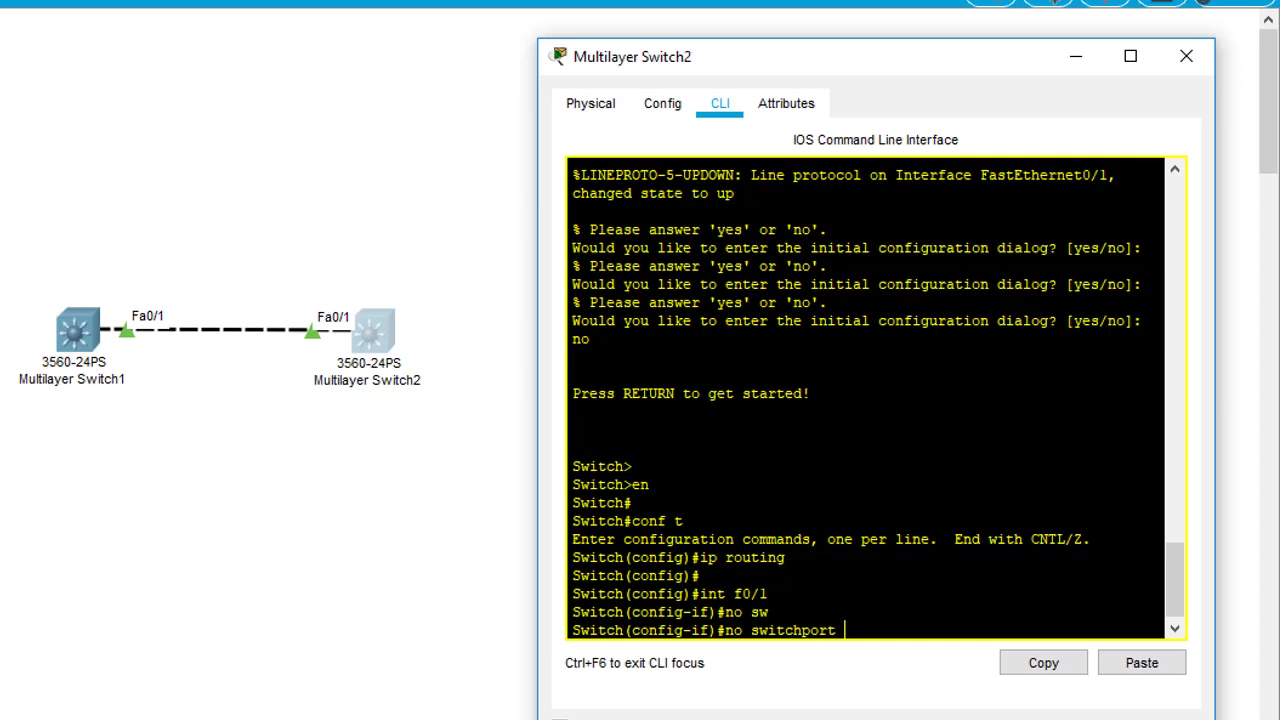 Multilayer Switch2
Physical Config CLI Attributes
IOS Command Line Interface
%LINEPROTO-5-UPDOWN: Line protocol on Interface FastEthernet0/1,
changed state to up
% Please answer 'yes' or 'no'.
Would you like to enter the initial configuration dialog? [yes/no]:
% Please answer 'yes' or 'no'.
Would you like to enter the initial configuration dialog? [yes/no]:
% Please answer 'yes' or 'no'.
Would you like to enter the initial configuration dialog? [yes/no]:
no
Press RETURN to get started!
Switch>
Switch>en
Switch#
Switch#conf t
Enter configuration commands, one per line.  End with CNTL/Z.
Switch(config)#ip routing
Switch(config)#
Switch(config)#int f0/1
Switch(config-if)#no sw
Switch(config-if)#no switchport
Ctrl+F6 to exit CLI focus
Copy Paste
Fa0/1 Fa0/1
3560-24PS
Multilayer Switch1
3560-24PS
Multilayer Switch2